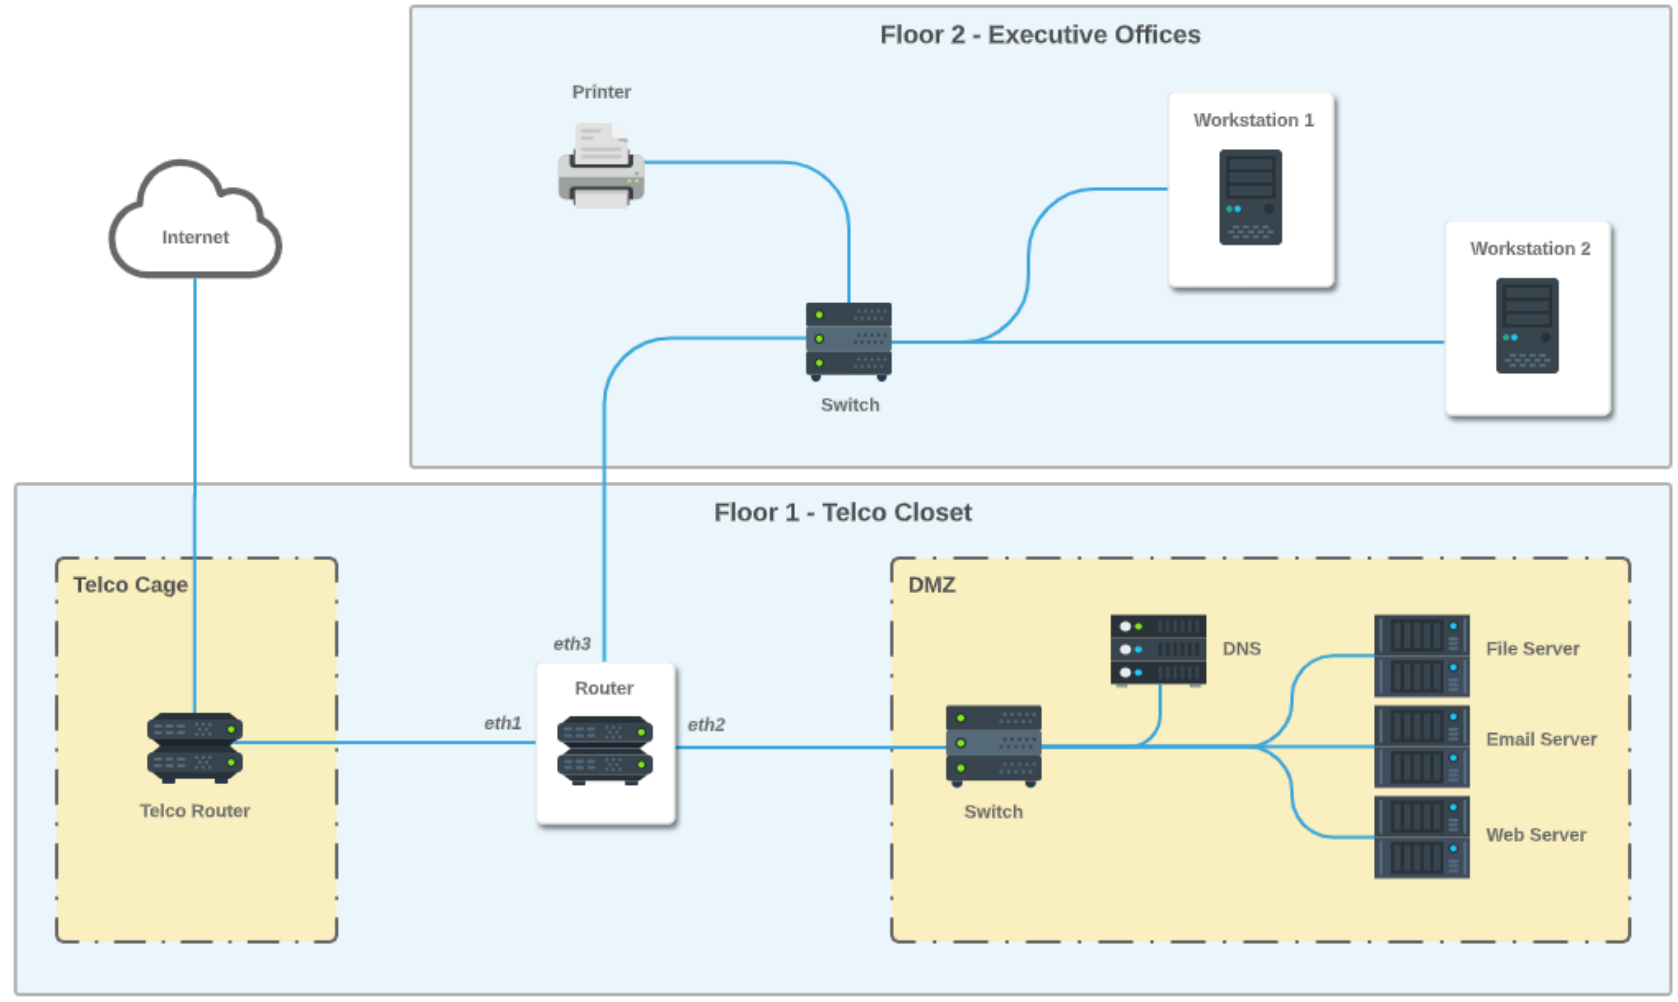 Floor 2 - Executive Offices
Printer
Workstation 1
Internet
Workstation 2
Switch
Floor 1 - Telco Closet
Telco Cage
DMZ
eth3
DNS
File Server
Router
eth1
eth2
Email Server
Telco Router
Switch
Web Server